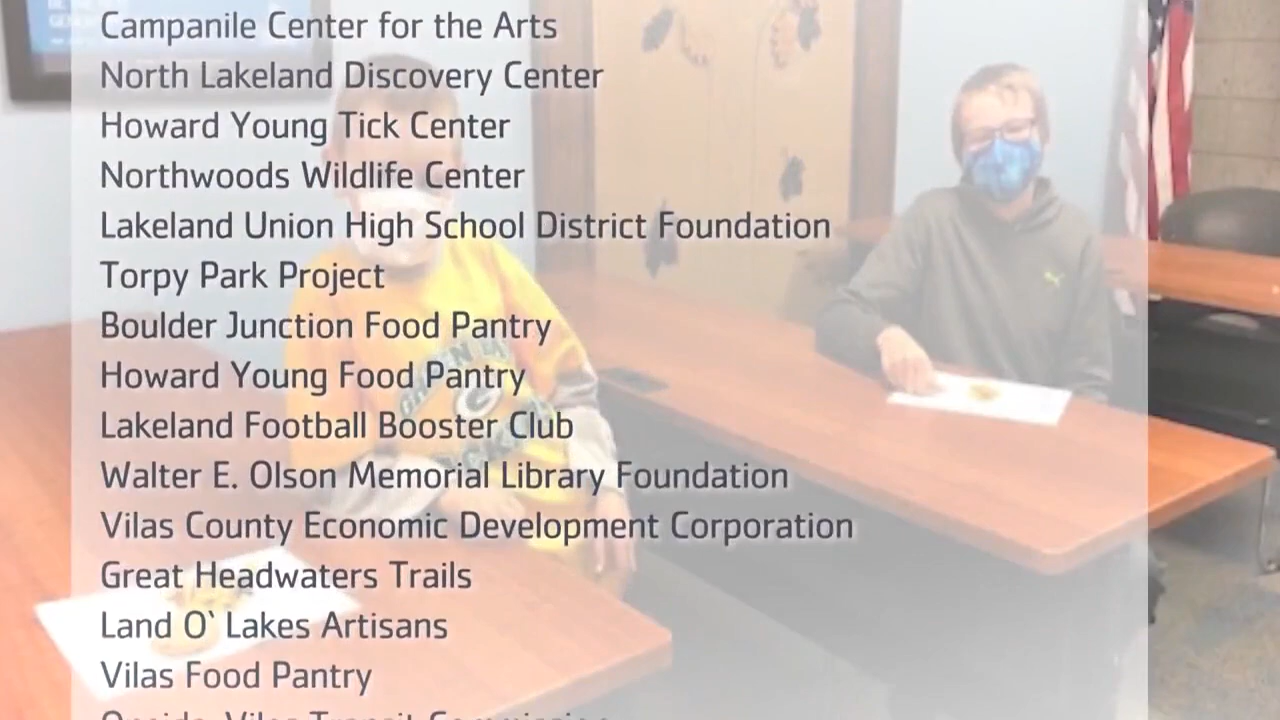 Campanile Center for the Arts
North Lakeland Discovery Center
Howard Young Tick Center
Northwoods Wildlife Center
Lakeland Union High School District Foundation
Torpy Park Project
Boulder Junction Food Pantry
Howard Young Food Pantry
Lakeland Football Booster Club
Walter E. Olson Memorial Library Foundation
Vilas County Economic Development Corporation
Great Headwaters Trails
Land O` Lakes Artisans
Vilas Food Pantry